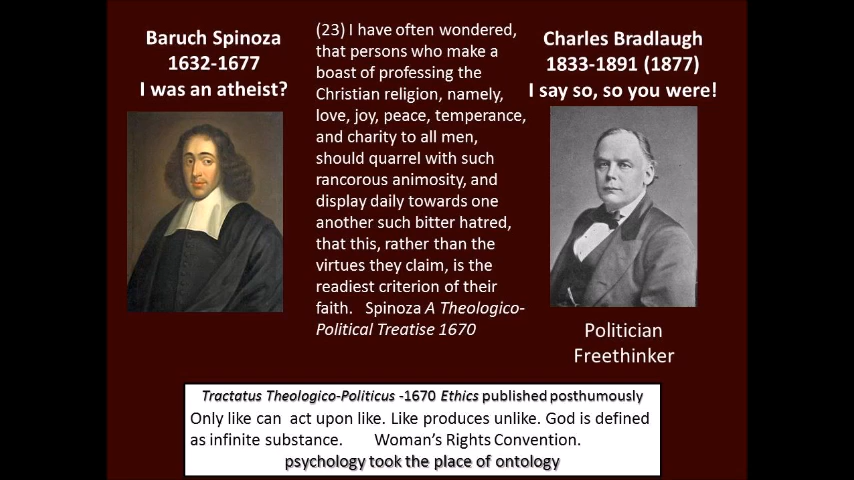 Baruch Spinoza
1632-1677
I was an atheist?
(23) I have often wondered,
that persons who make a
boast of professing the
Christian religion, namely,
love, joy, peace, temperance,
and charity to all men,
should quarrel with such
rancorous animosity, and
display daily towards one
another such bitter hatred,
that this, rather than the
virtues they claim, is the
readiest criterion of their
faith. Spinoza A Theologico-
Political Treatise 1670
Charles Bradlaugh
1833-1891 (1877)
I say so, so you were!
Politician
Freethinker
Tractatus Theologico-Politicus -1670 Ethics published posthumously
Only like can act upon like. Like produces unlike. God is defined
as infinite substance. Woman's Rights Convention.
psychology took the place of ontology